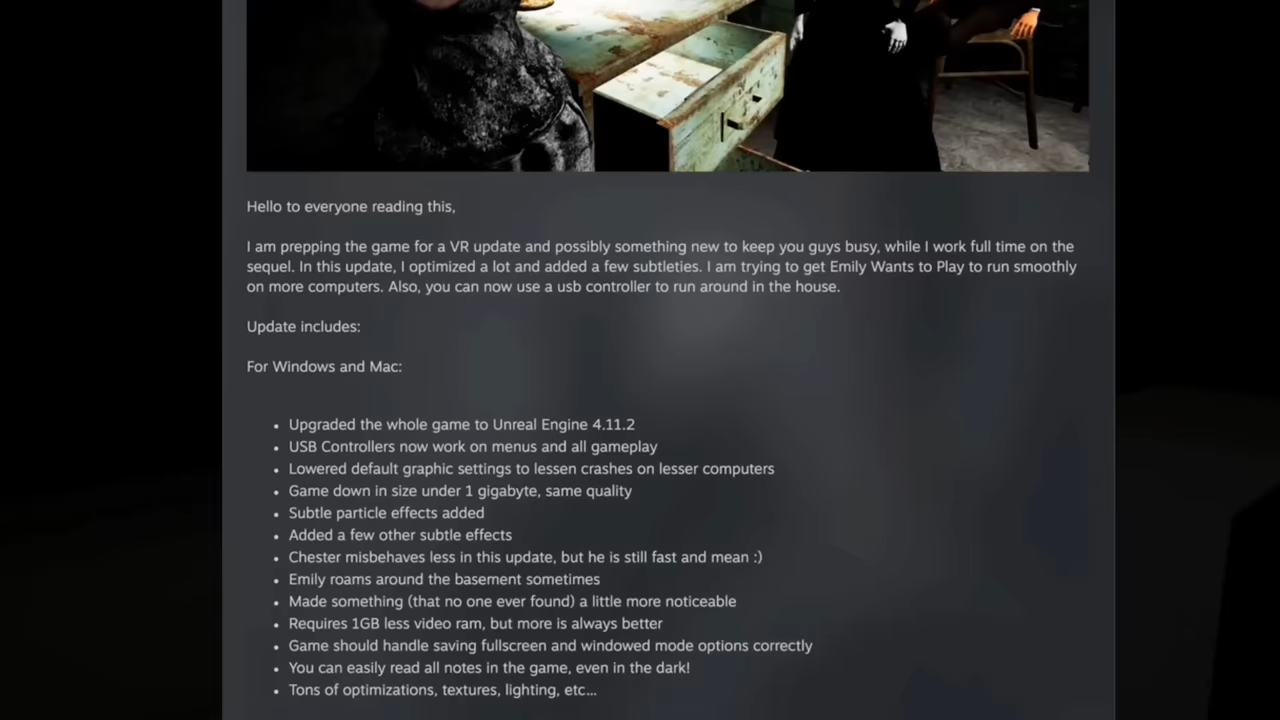 Hello to everyone reading this,
I am prepping the game for a VR update and possibly something new to keep you guys busy, while I work full time on the
sequel. In this update, I optimized a lot and added a few subtleties. I am trying to get Emily Wants to Play to run smoothly
on more computers. Also, you can now use a usb controller to run around in the house.
Update includes:
For Windows and Mac:
• Upgraded the whole game to Unreal Engine 4.11.2
• USB Controllers now work on menus and all gameplay
• Lowered default graphic settings to lessen crashes on lesser computers
• Game down in size under 1 gigabyte, same quality
• Subtle particle effects added
• Added a few other subtle effects
• Chester misbehaves less in this update, but he is still fast and mean :)
• Emily roams around the basement sometimes
• Made something (that no one ever found) a little more noticeable
• Requires 1GB less video ram, but more is always better
• Game should handle saving fullscreen and windowed mode options correctly
• You can easily read all notes in the game, even in the dark!
• Tons of optimizations, textures, lighting, etc...